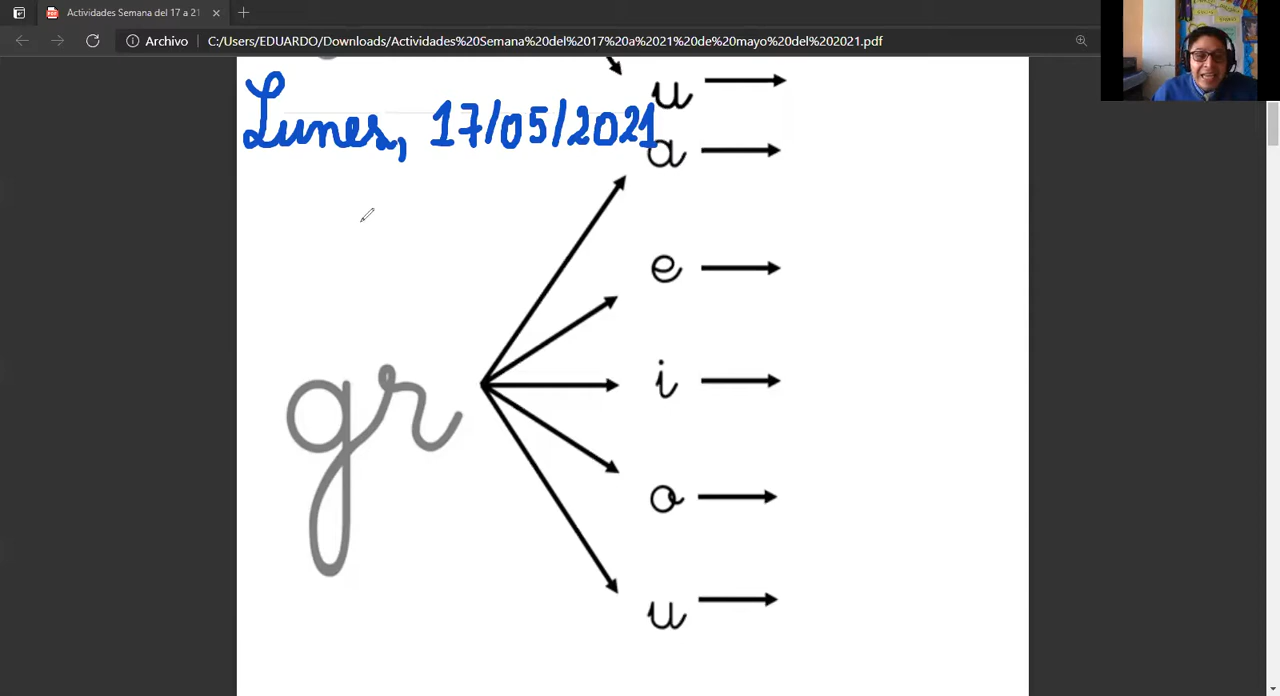 Actividades Semana del 17 a 21
Archivo C:/Users/EDUARDO/Downloads/Actividades%20Semana%20del%2017%20a%2021%20de%20mayo%20del%202021.pdf
u
Lunes, 17/05/2021
a
e
i
gr
o
u